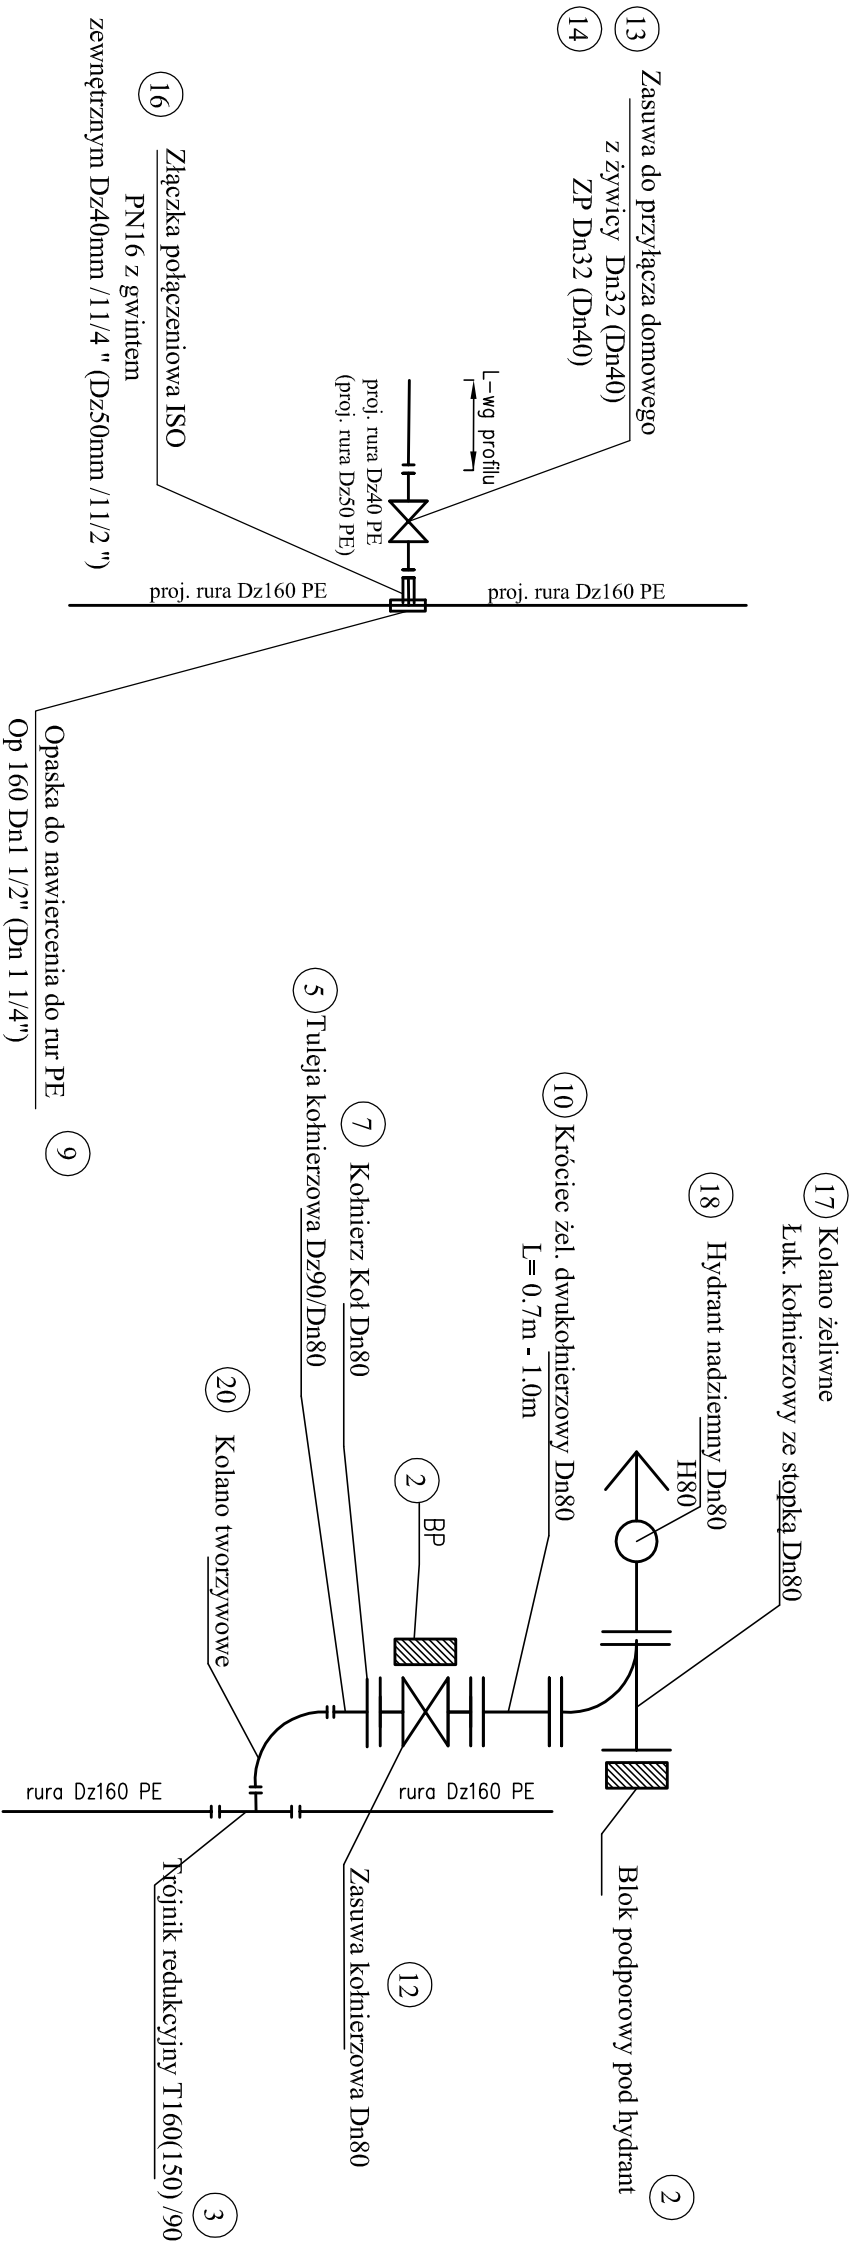 13
14
Zasuwa do przyłącza domowego
z żywicy Dn32 (Dn40)
ZP Dn32 (Dn40)
L-wg profilu
proj. rura Dz40 PE
(proj. rura Dz50 PE)
16
Złączka połączeniowa ISO
PN16 z gwintem
zewnętrznym Dz40mm /11/4 " (Dz50mm /11/2 ")
proj. rura Dz160 PE
proj. rura Dz160 PE
Opaska do nawiercenia do rur PE
Op 160 Dn1 1/2" (Dn 1 1/4")
9
17 Kolano żeliwne
Łuk. kołnierzowy ze stopką Dn80
18 Hydrant nadziemny Dn80
H80
10 Króciec żel. dwukołnierzowy Dn80
L= 0.7m - 1.0m
2 BP
7 Kołnierz Koł Dn80
5 Tuleja kołnierzowa Dz90/Dn80
20 Kolano tworzywowe
rura Dz160 PE
rura Dz160 PE
Blok podporowy pod hydrant
2
12
Zasuwa kołnierzowa Dn80
Trójnik redukcyjny T160(150) /90
3